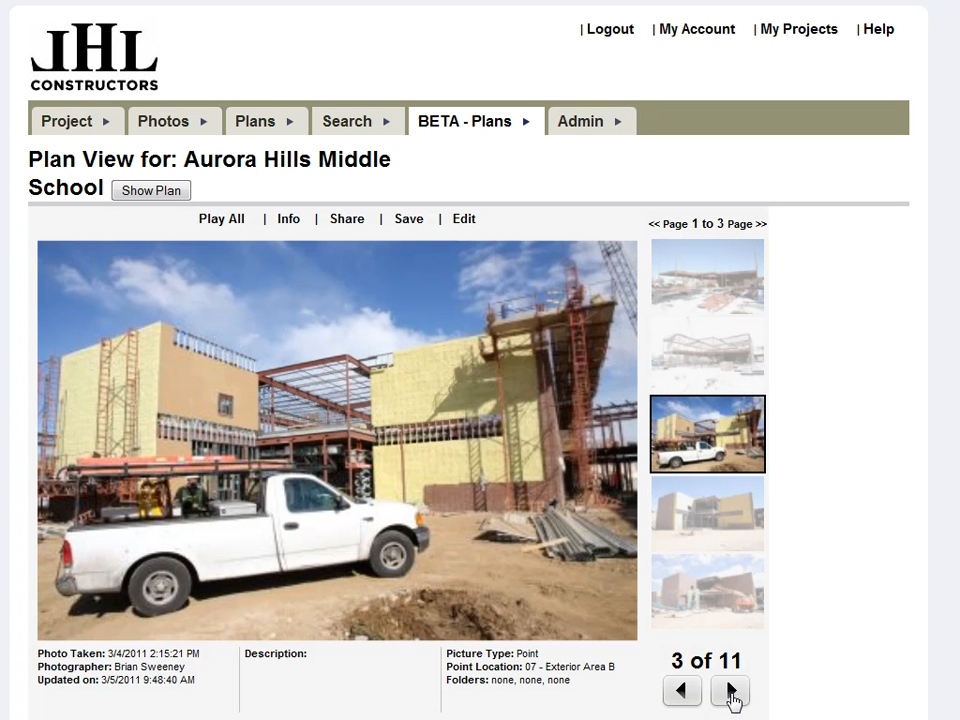 JHL
CONSTRUCTORS
| Logout | My Account | My Projects | Help
Project Photos Plans Search BETA - Plans Admin
Plan View for: Aurora Hills Middle
School Show Plan
Play All | Info | Share | Save | Edit
<< Page 1 to 3 Page >>
Photo Taken: 3/4/2011 2:15:21 PM
Photographer: Brian Sweeney
Updated on: 3/5/2011 9:48:40 AM
Description:
Picture Type: Point
Point Location: 07 - Exterior Area B
Folders: none, none, none
3 of 11